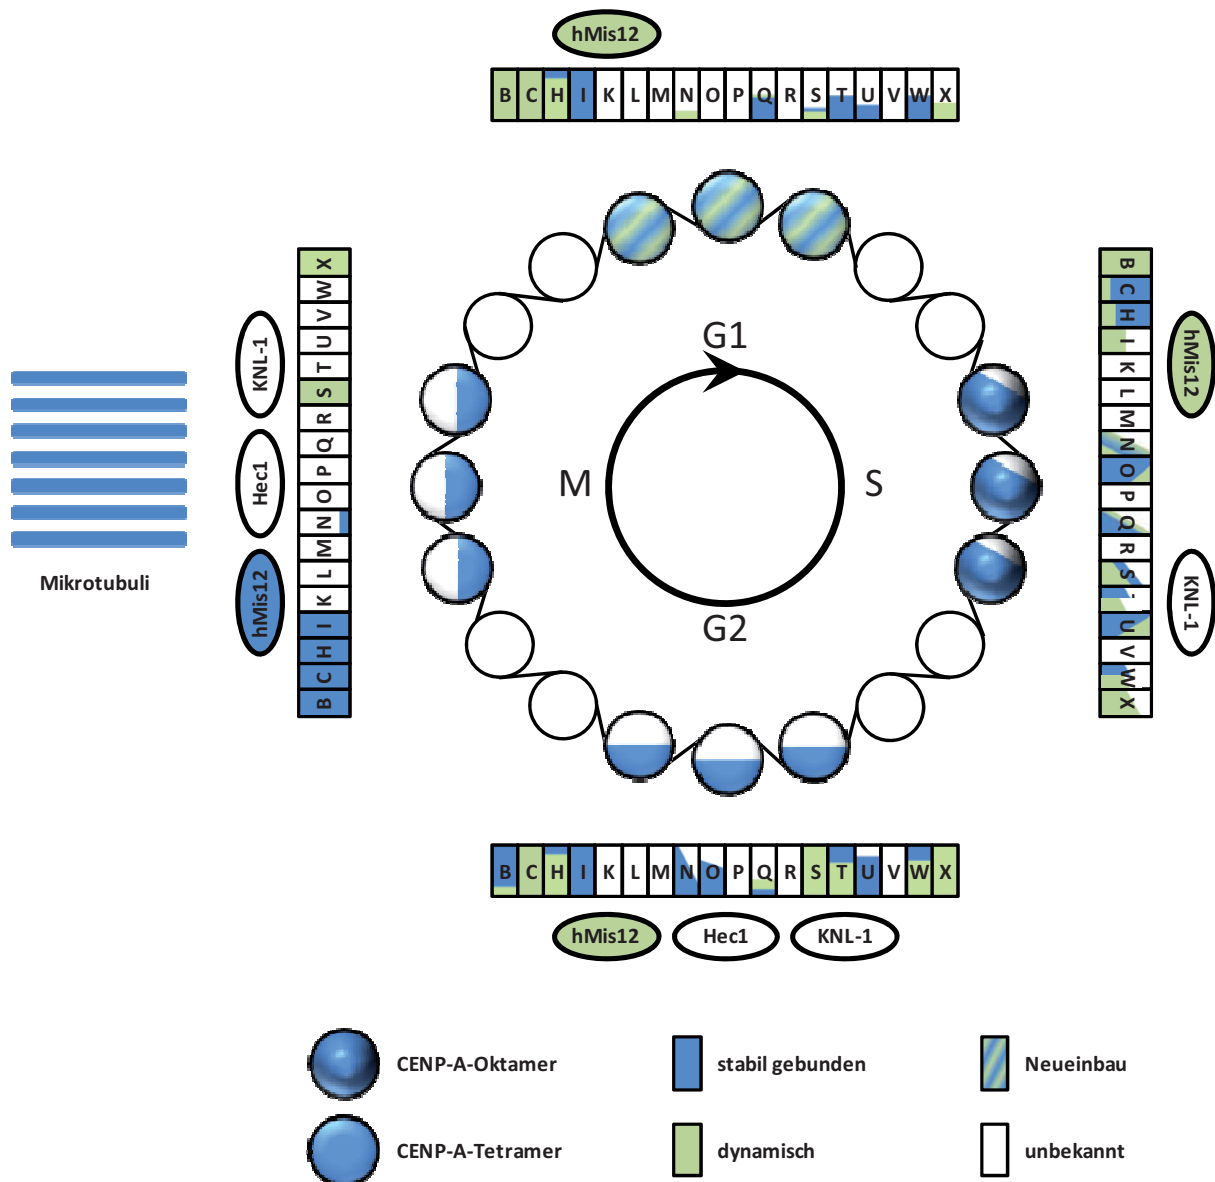 hMis12
B C H I K L M N O P Q R S T U V W X
G1
S
G2
M
X W V U T S R Q P O N M L K I H C B
KNL-1
Hec1
hMis12
Mikrotubuli
B C H I K L M N O P Q R S U V W X
hMis12
KNL-1
B C H I K L M N O P Q R S T U V W X
hMis12 Hec1 KNL-1
CENP-A-Oktamer stabil gebunden Neueinbau
CENP-A-Tetramer dynamisch unbekannt